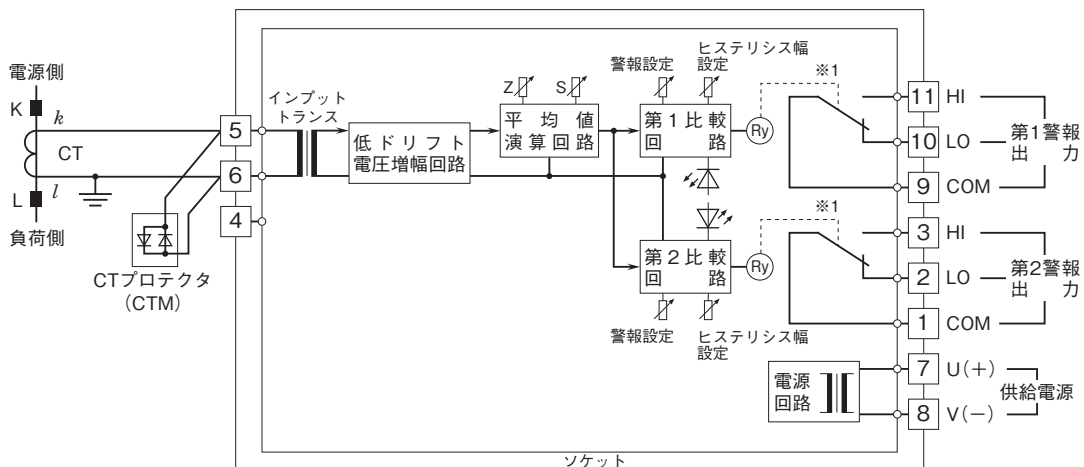 電源側
K
k
CT
L
l
負荷側
CTプロテクタ
(CTM)
5
6
4
インプット
トランス
低ドリフト
電圧増幅回路
Z
S
平均値
演算回路
警報設定
ヒステリシス幅
設定
第1比較
回路
Ry
※1
第2比較
回路
Ry
※1
警報設定
ヒステリシス幅
設定
電源
回路
11 HI
10 LO
9 COM
第1警報
出力
3 HI
2 LO
1 COM
第2警報
出力
7 U(+)
8 V(−)
供給電源
ソケット